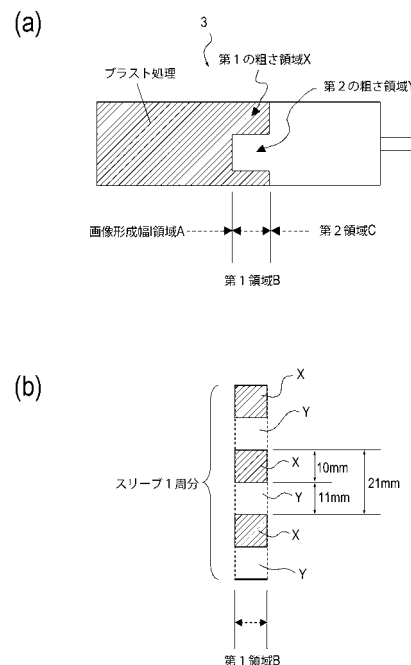 (a)
3
ブラスト処理
第1の粗さ領域X
第2の粗さ領域Y
画像形成幅l領域A
第2領域C
第1領域B
(b)
X
Y
スリーブ1周分
X
10mm
21mm
Y
11mm
X
Y
第1領域B